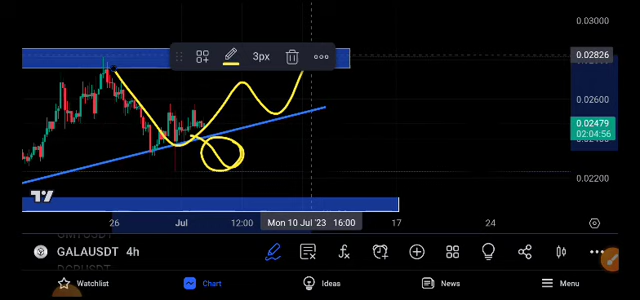 0.03000
3px
0.02826
0.02600
0.02479
02:04:56
0.02200
26
Jul
12:00
Mon 10 Jul '23 16:00
17
24
GALAUSDT 4h
Watchlist
Chart
Ideas
News
Menu